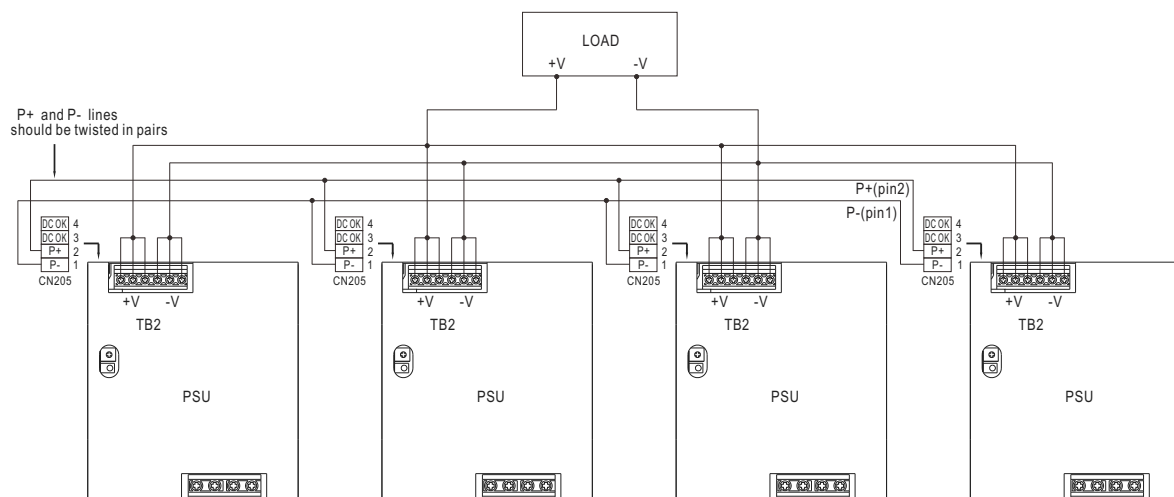 LOAD
+V -V
P+ and P- lines
should be twisted in pairs
P+(pin2)
P-(pin1)
DC OK 4
DC OK 3
P+ 2
P- 1
CN205
DC OK 4
DC OK 3
P+ 2
P- 1
CN205
DC OK 4
DC OK 3
P+ 2
P- 1
CN205
DC OK 4
DC OK 3
P+ 2
P- 1
CN205
+V -V
TB2
PSU
+V -V
TB2
PSU
+V -V
TB2
PSU
+V -V
TB2
PSU